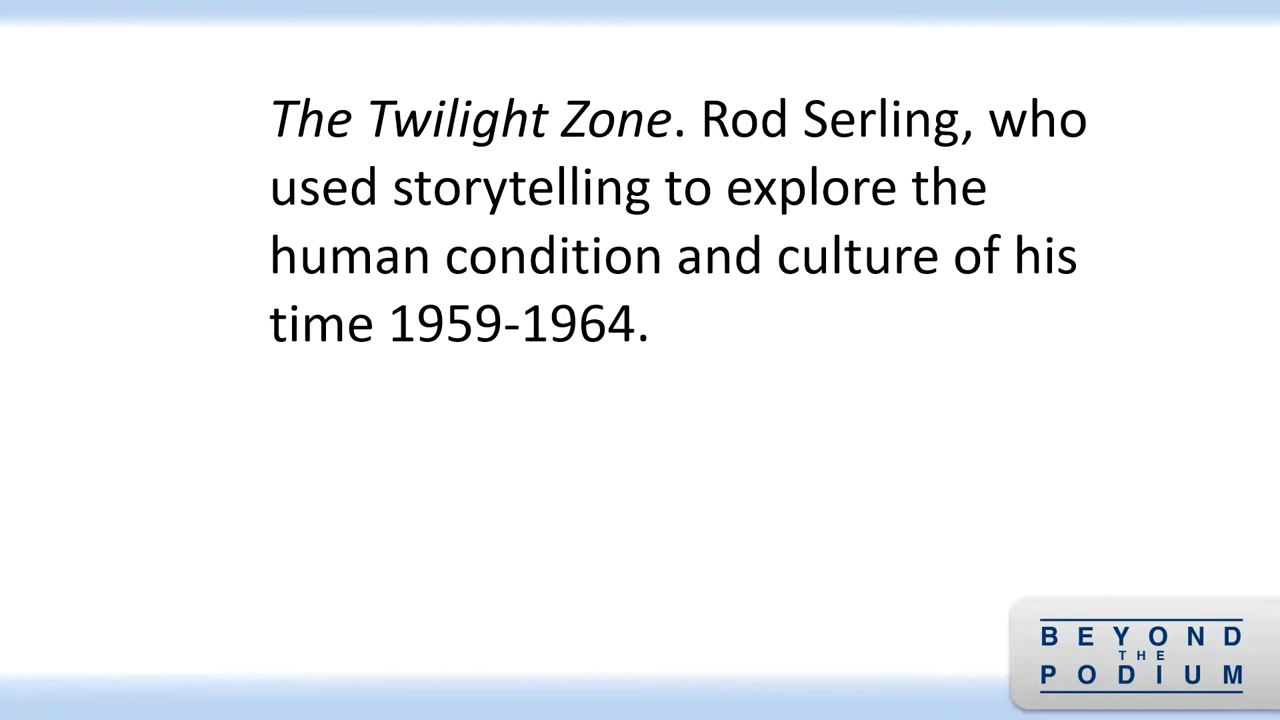 The Twilight Zone. Rod Serling, who
used storytelling to explore the
human condition and culture of his
time 1959-1964.
BEYOND
THE
PODIUM